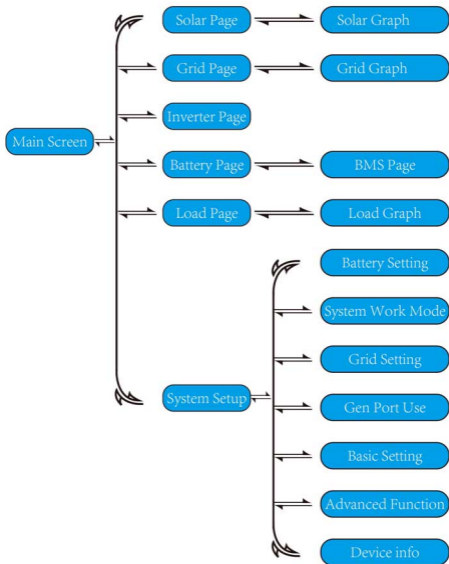 Solar Page
Solar Graph
Grid Page
Grid Graph
Inverter Page
Main Screen
Battery Page
BMS Page
Load Page
Load Graph
Battery Setting
System Work Mode
Grid Setting
System Setup
Gen Port Use
Basic Setting
Advanced Function
Device info